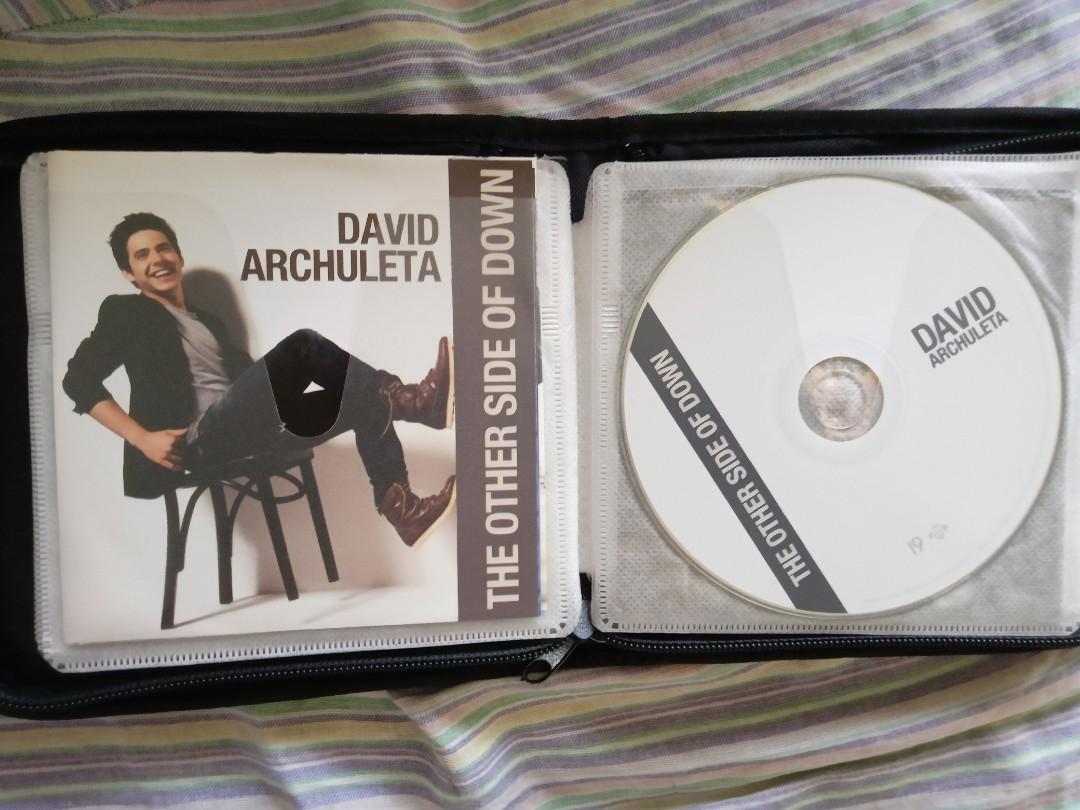 DAVID
ARCHULETA
THE OTHER SIDE OF DOWN
DAVID
ARCHULETA
THE OTHER SIDE OF DOWN
19